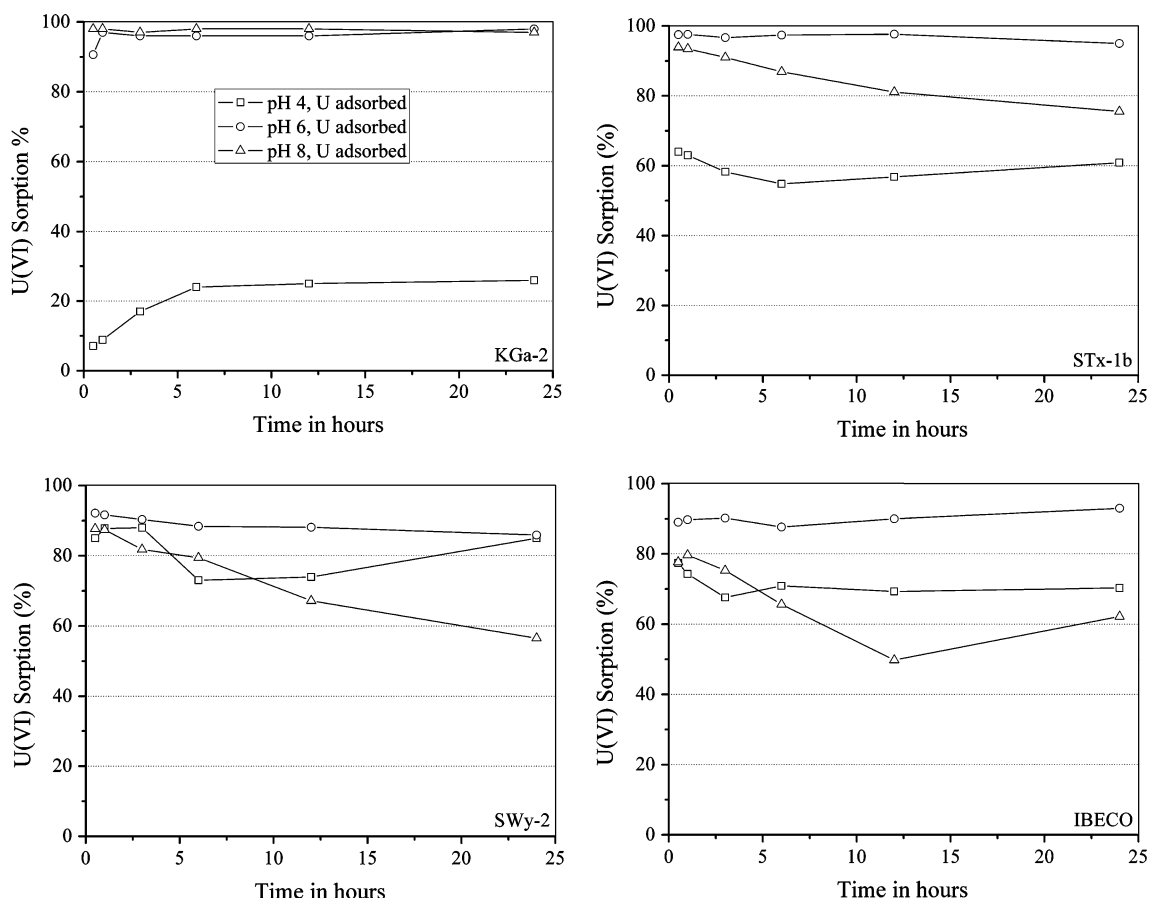 100
80
60
40
20
0
U(VI) Sorption %
pH 4, U adsorbed
pH 6, U adsorbed
pH 8, U adsorbed
KGa-2
0 5 10 15 20 25
Time in hours
100
80
60
40
20
0
U(VI) Sorption (%)
STx-1b
0 5 10 15 20 25
Time in hours
100
80
60
40
20
0
U(VI) Sorption (%)
SWy-2
0 5 10 15 20 25
Time in hours
100
80
60
40
20
0
U(VI) Sorption (%)
IBECO
0 5 10 15 20 25
Time in hours